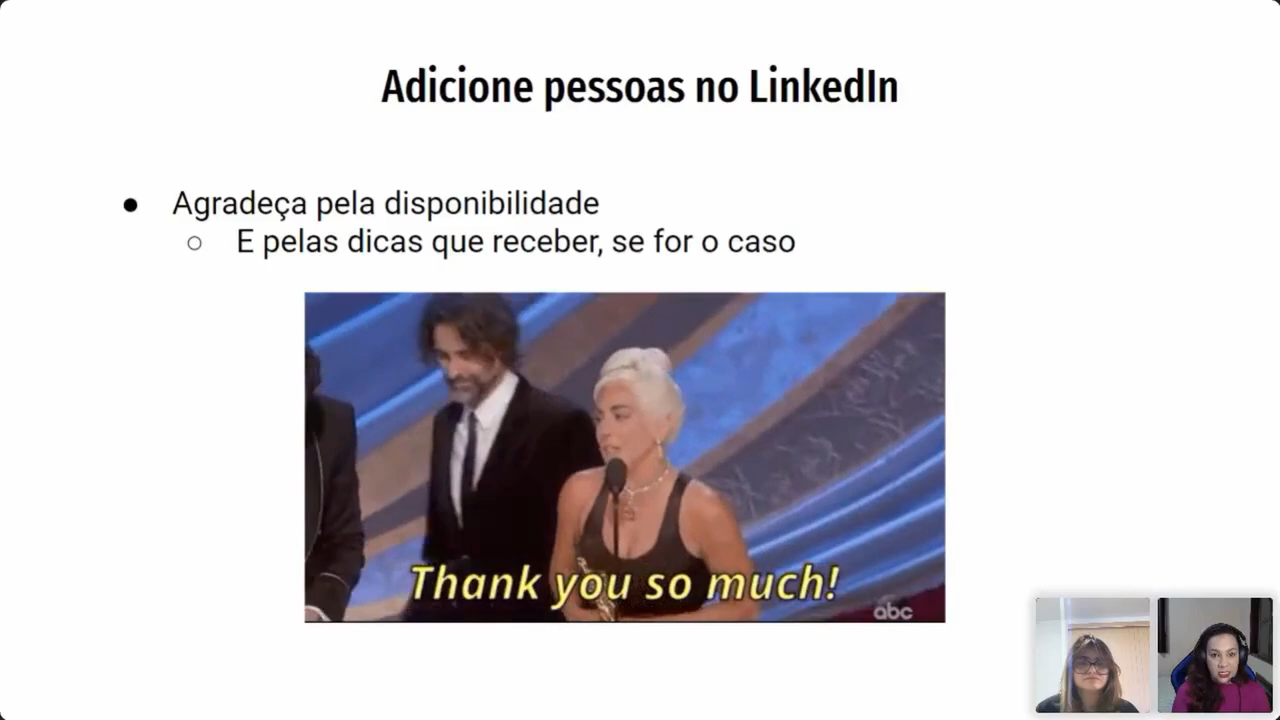 Adicione pessoas no LinkedIn
● Agradeça pela disponibilidade
○ E pelas dicas que receber, se for o caso
Thank you so much!
abc